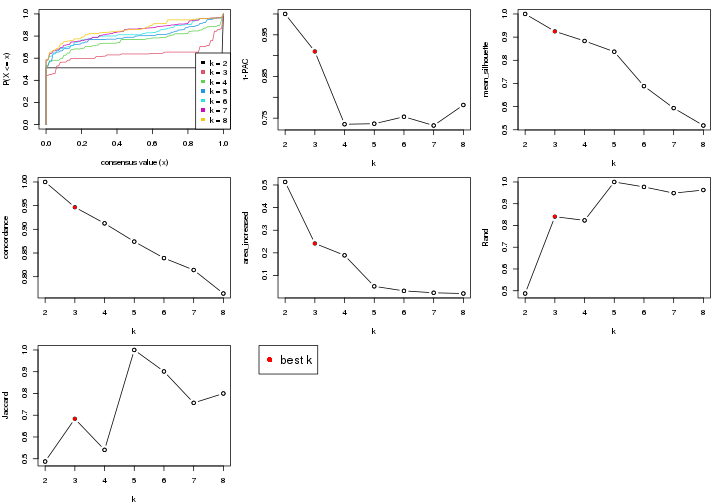 P(X <= x)
0.0 0.2 0.4 0.6 0.8 1.0
0.0 0.2 0.4 0.6 0.8 1.0
consensus value (x)
k = 2
k = 3
k = 4
k = 5
k = 6
k = 7
k = 8
1-PAC
0.75 0.85 0.95
2 3 4 5 6 7 8
k
mean_silhouette
0.5 0.6 0.7 0.8 0.9 1.0
2 3 4 5 6 7 8
k
concordance
0.80 0.85 0.90 0.95 1.00
2 3 4 5 6 7 8
k
area_increased
0.1 0.2 0.3 0.4 0.5
2 3 4 5 6 7 8
k
Rand
0.5 0.6 0.7 0.8 0.9 1.0
2 3 4 5 6 7 8
k
Jaccard
0.5 0.6 0.7 0.8 0.9 1.0
2 3 4 5 6 7 8
k
best k